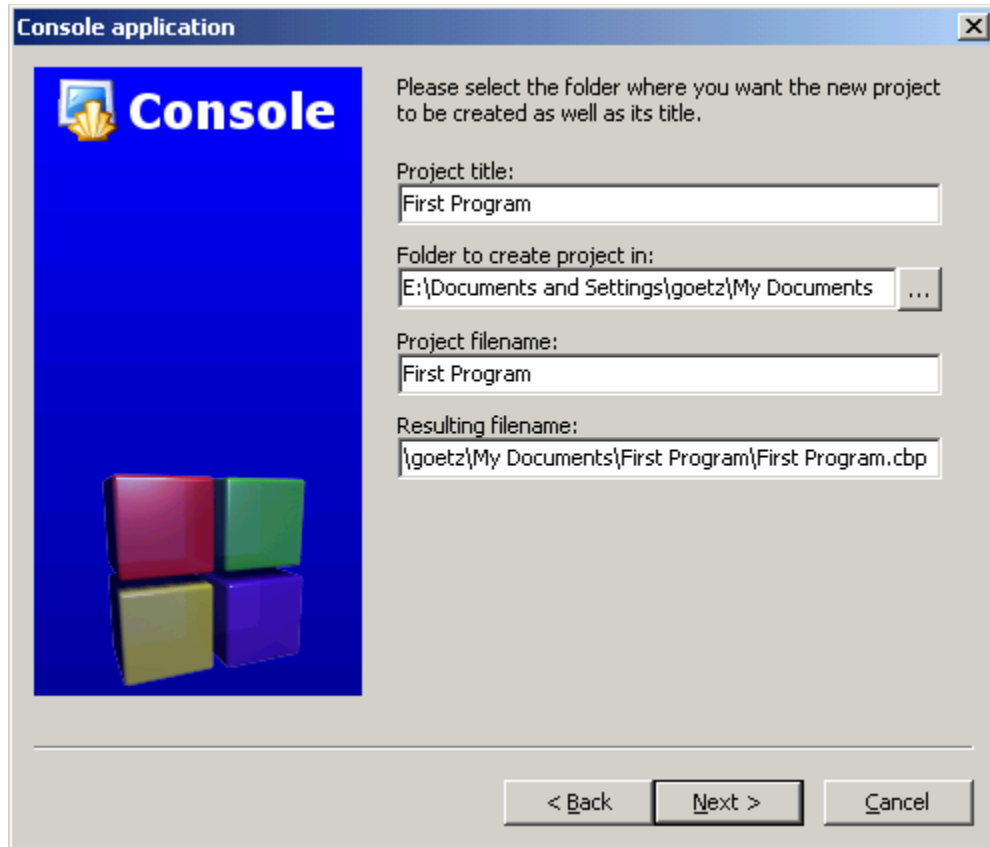 Console application
Console
Please select the folder where you want the new project
to be created as well as its title.
Project title:
First Program
Folder to create project in:
E:\Documents and Settings\goetz\My Documents
...
Project filename:
First Program
Resulting filename:
\goetz\My Documents\First Program\First Program.cbp
< Back
Next >
Cancel